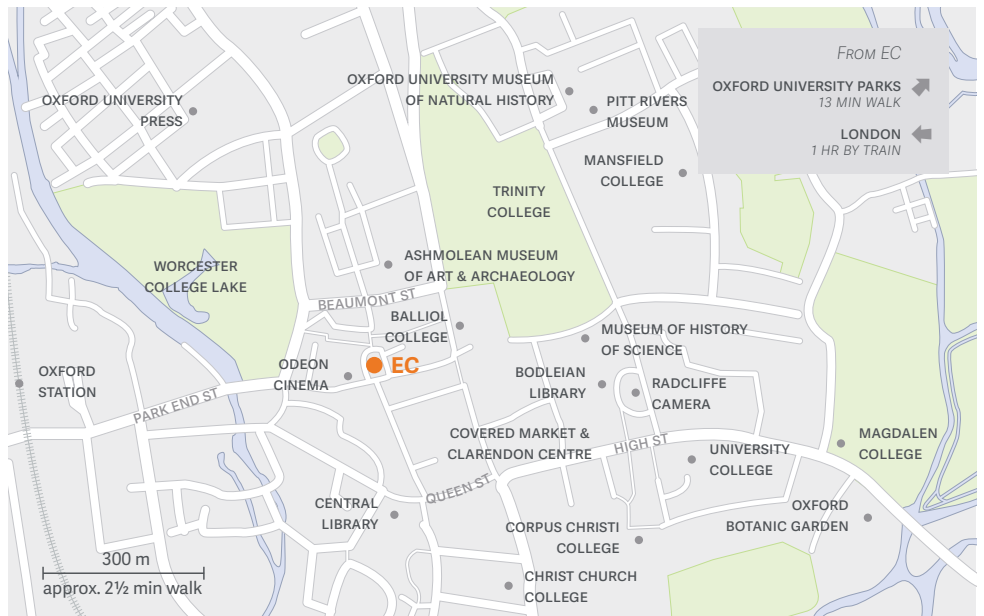 FROM EC
OXFORD UNIVERSITY PARKS
13 MIN WALK
LONDON
1 HR BY TRAIN
OXFORD UNIVERSITY MUSEUM
OF NATURAL HISTORY
OXFORD UNIVERSITY
PRESS
PITT RIVERS
MUSEUM
MANSFIELD
COLLEGE
TRINITY
COLLEGE
ASHMOLEAN MUSEUM
OF ART & ARCHAEOLOGY
WORCESTER
COLLEGE LAKE
BEAUMONT ST
BALLIOL
COLLEGE
MUSEUM OF HISTORY
OF SCIENCE
EC
ODEON
CINEMA
OXFORD
STATION
BODLEIAN
LIBRARY
RADCLIFFE
CAMERA
PARK END ST
COVERED MARKET &
CLARENDON CENTRE
HIGH ST
MAGDALEN
COLLEGE
UNIVERSITY
COLLEGE
QUEEN ST
CENTRAL
LIBRARY
OXFORD
BOTANIC GARDEN
CORPUS CHRISTI
COLLEGE
300 m
approx. 2½ min walk
CHRIST CHURCH
COLLEGE